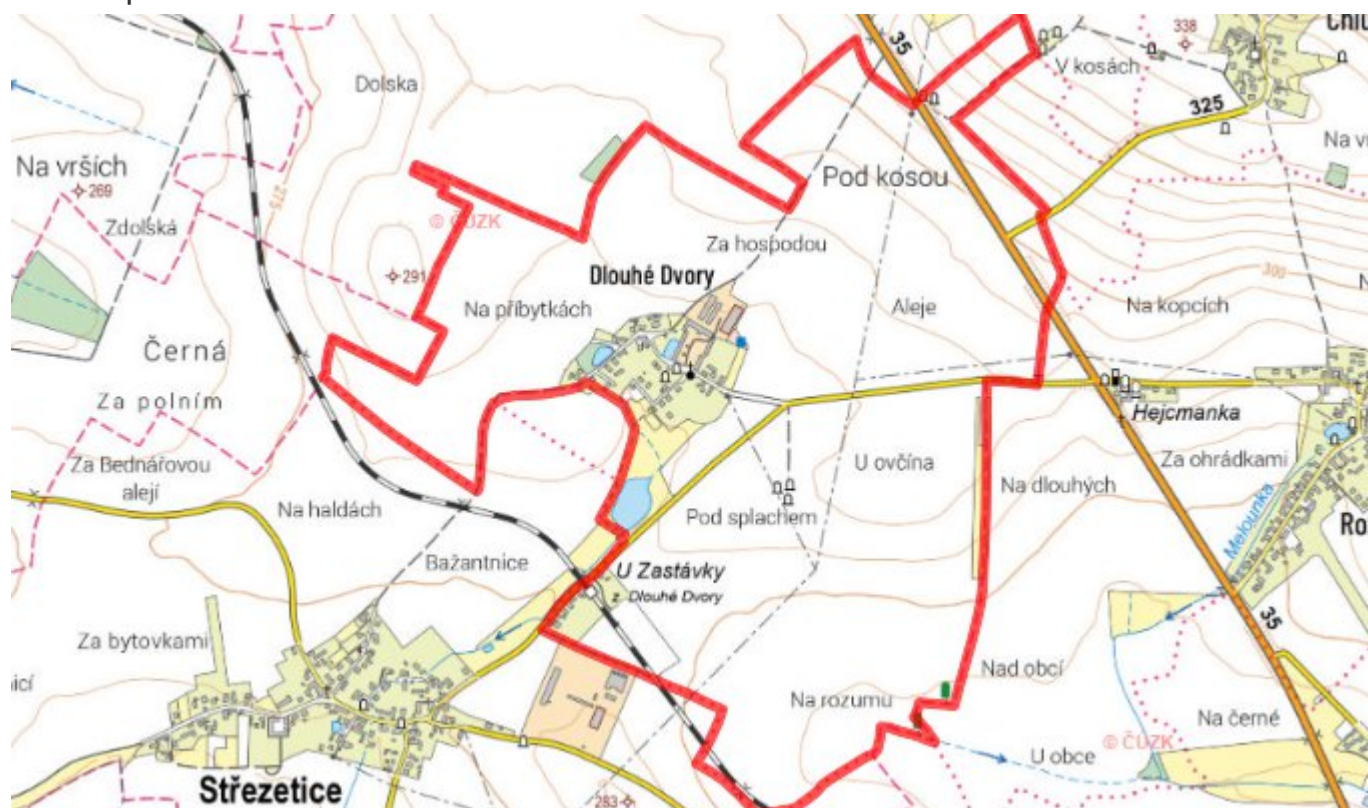 35
338
V kosách
Dolska
325
Na vrších
269
275
Pod kosou
Zdolská
© ČÚZK
Za hospodou
291
Dlouhé Dvory
300
Na příbytkách
Aleje
Na kopcích
Černá
Za polním
Hejcmanka
Za Bednářovou
alejí
U ovčína
Za ohrádkami
Na dlouhých
Na haldách
Pod splachem
Melounka
Bažantnice
U Zastávky
z. Dlouhé Dvory
35
Za bytovkami
Nad obcí
Na rozumu
Na černé
© ČÚZK
U obce
Střezetice
283